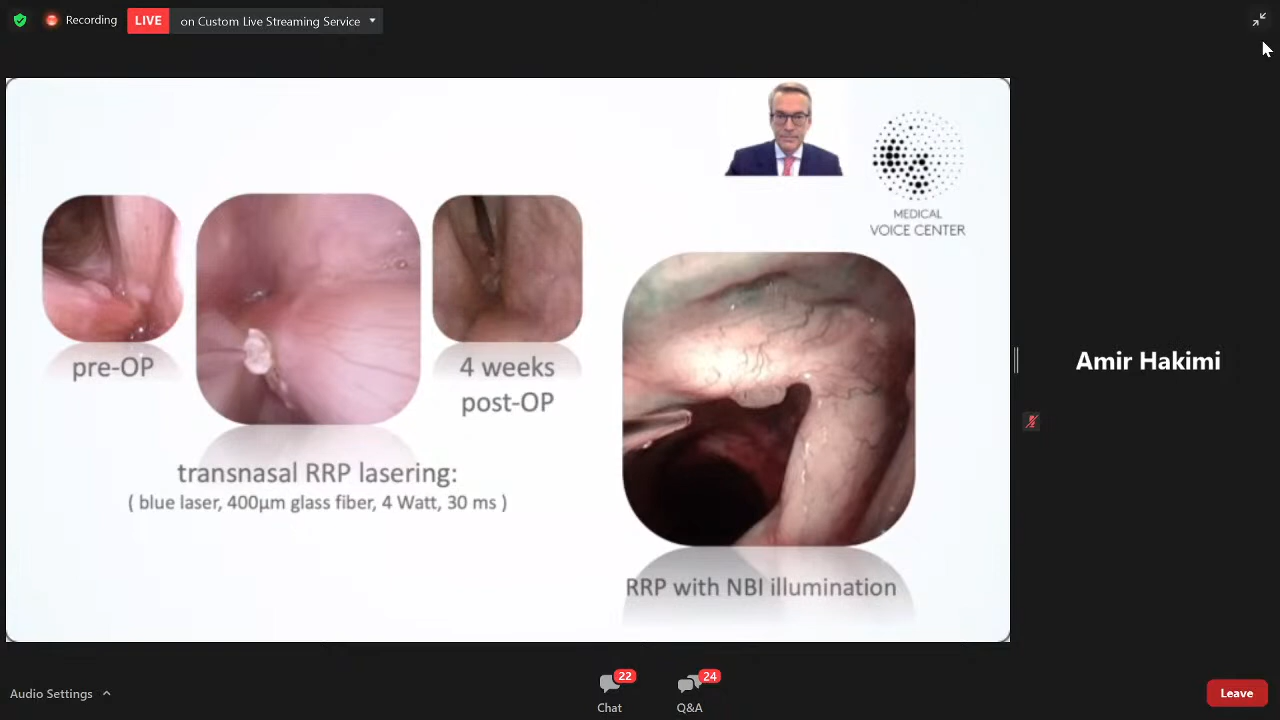 Recording
LIVE
on Custom Live Streaming Service
MEDICAL
VOICE CENTER
pre-OP
4 weeks
post-OP
transnasal RRP lasering:
( blue laser, 400µm glass fiber, 4 Watt, 30 ms )
RRP with NBI illumination
Amir Hakimi
Audio Settings
22
Chat
24
Q&A
Leave